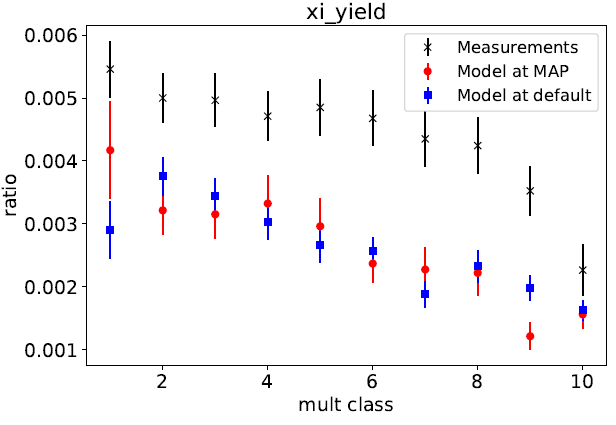 xi_yield
0.006
0.005
0.004
0.003
0.002
0.001
ratio
Measurements
Model at MAP
Model at default
2 4 6 8 10
mult class